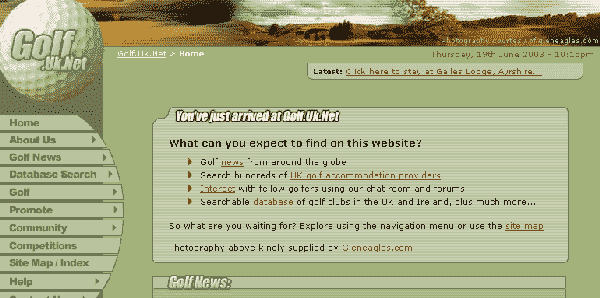 Golf
.Uk.Net
Photography courtesy of gleneagles.com
Golf.Uk.Net > Home
Thursday, 19th June 2003 - 10:18pm
Latest: Click here to stay at Gailes Lodge, Ayrshire.
You've just arrived at Golf.Uk.Net
Home
About Us
Golf News
Database Search
Golf
Promote
Community
Competitions
Site Map / Index
Help
What can you expect to find on this website?
Golf news from around the globe
Search hundreds of UK golf accommodation providers
Interact with fellow golfers using our chat room and forums
Searchable database of golf clubs in the UK and Ireland, plus much more...
So what are you waiting for? Explore using the navigation menu or use the site map
Photography above kindly supplied by Gleneagles.com
Golf News: